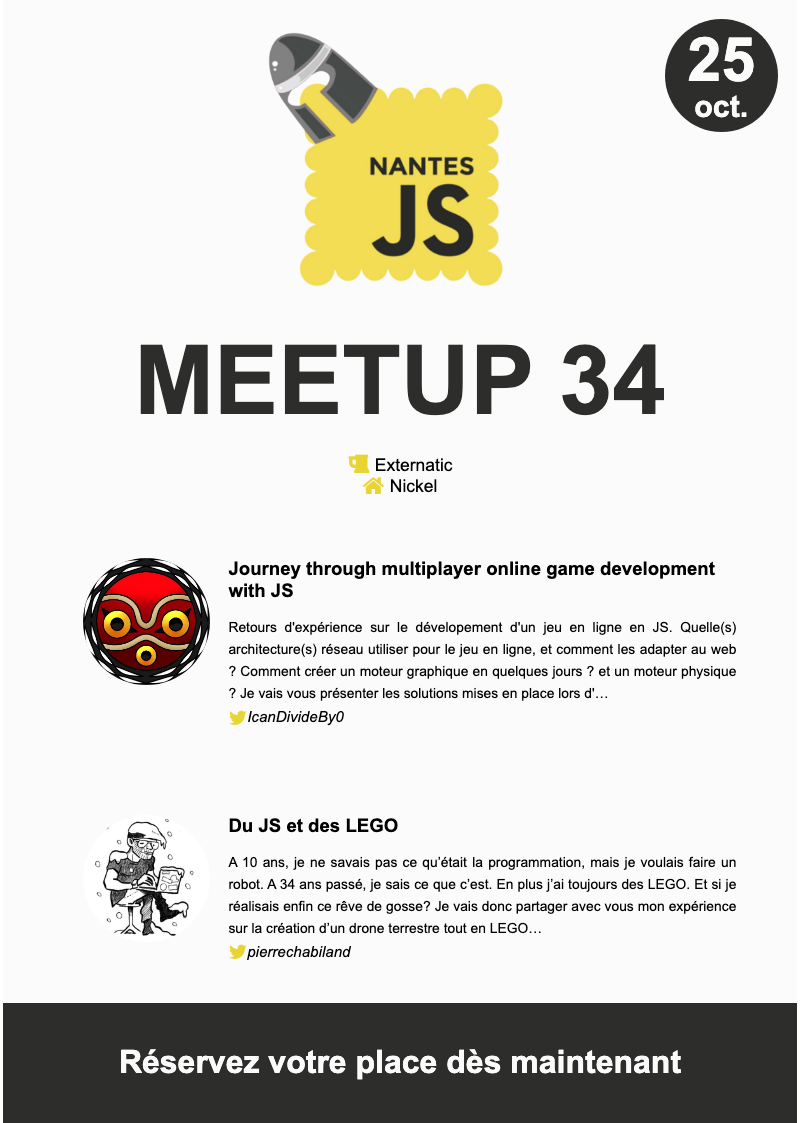 25
oct.
NANTES
JS
MEETUP 34
Externatic
Nickel
Journey through multiplayer online game development
with JS
Retours d'expérience sur le dévelopement d'un jeu en ligne en JS. Quelle(s)
architecture(s) réseau utiliser pour le jeu en ligne, et comment les adapter au web
? Comment créer un moteur graphique en quelques jours ? et un moteur physique
? Je vais vous présenter les solutions mises en place lors d'…
IcanDivideBy0
Du JS et des LEGO
A 10 ans, je ne savais pas ce qu’était la programmation, mais je voulais faire un
robot. A 34 ans passé, je sais ce que c’est. En plus j’ai toujours des LEGO. Et si je
réalisais enfin ce rêve de gosse? Je vais donc partager avec vous mon expérience
sur la création d’un drone terrestre tout en LEGO…
pierrechabiland
Réservez votre place dès maintenant